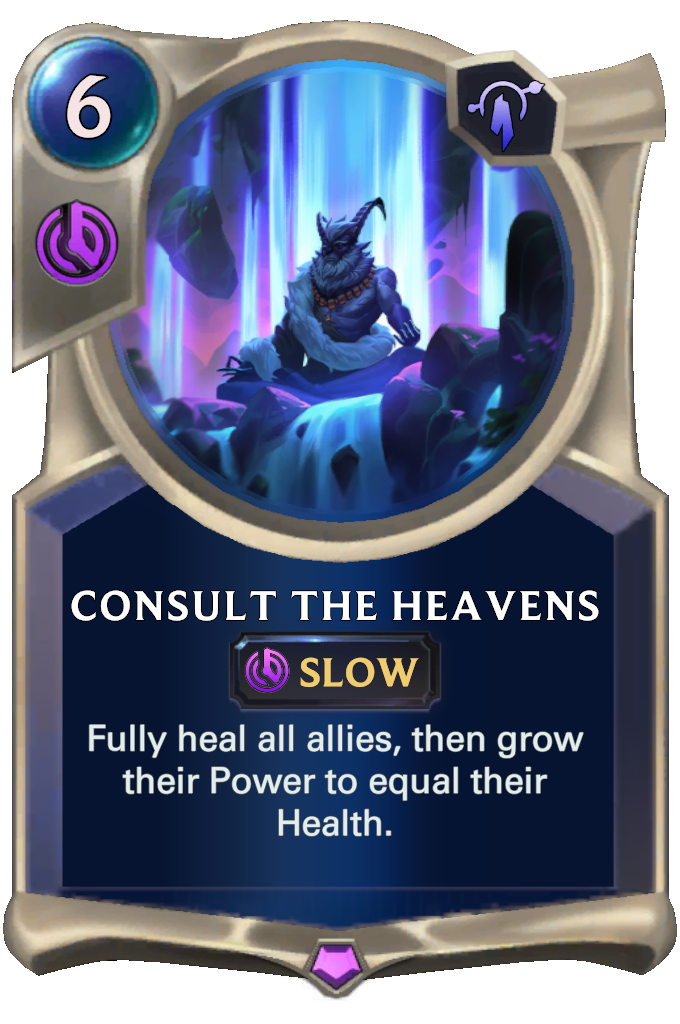 6
CONSULT THE HEAVENS
SLOW
Fully heal all allies, then grow
their Power to equal their
Health.